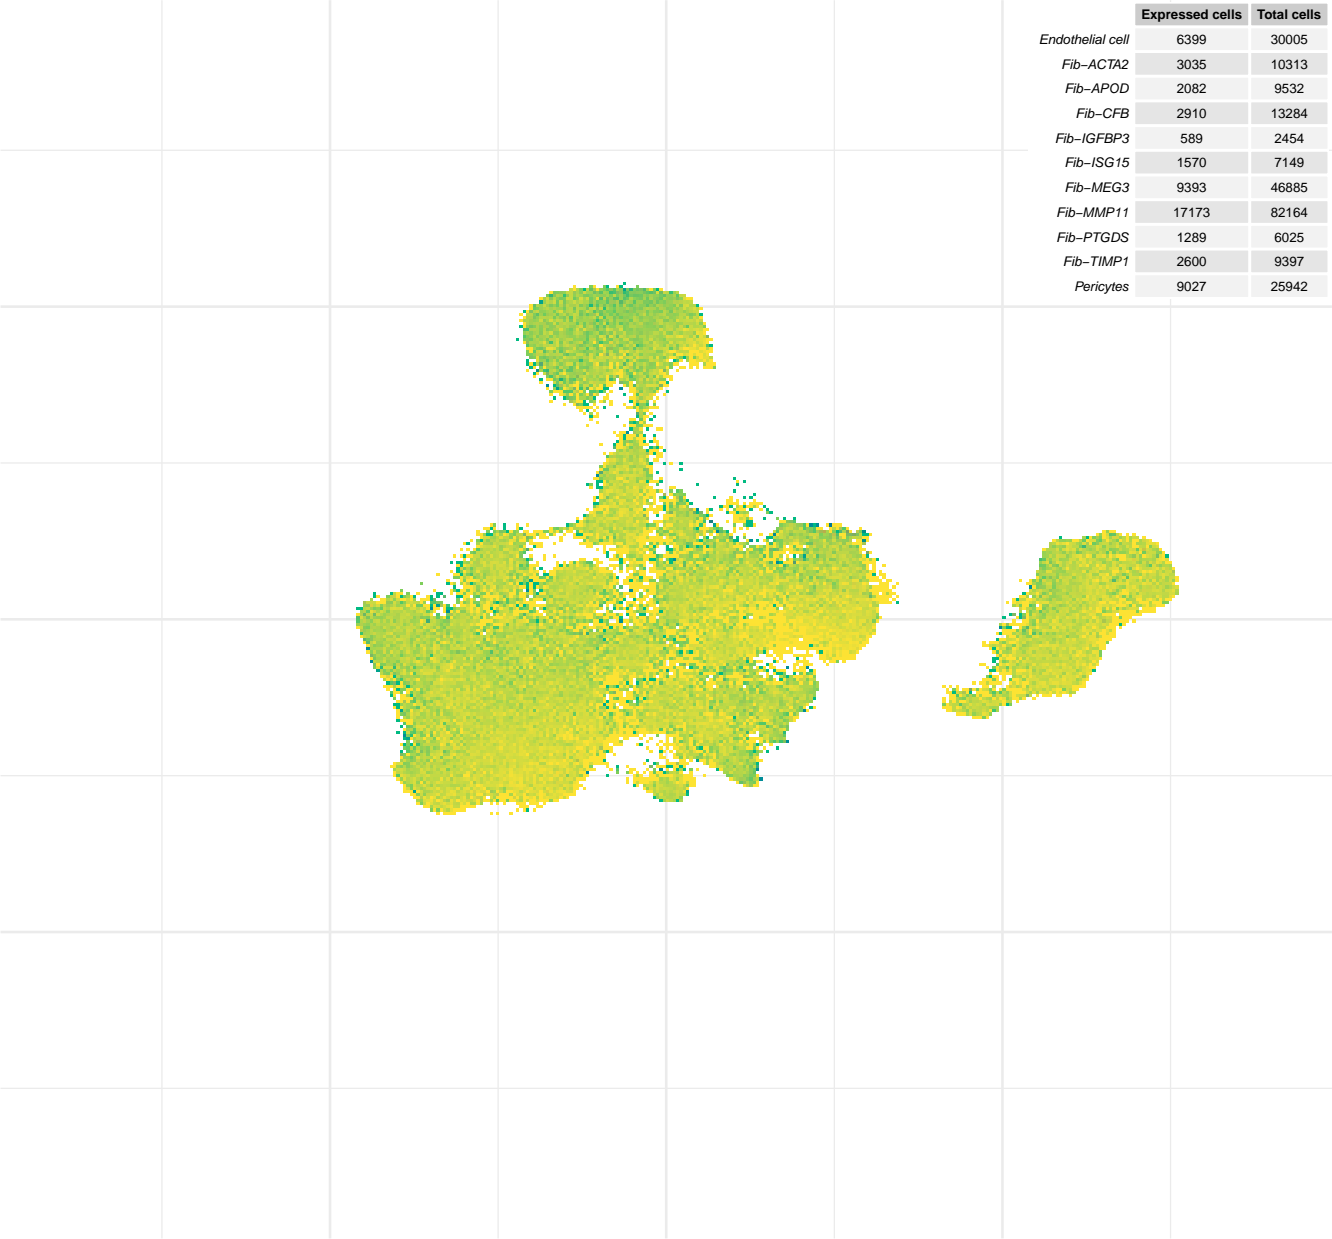 Expressed cells Total cells
Endothelial cell 6399 30005
Fib−ACTA2 3035 10313
Fib−APOD 2082 9532
Fib−CFB 2910 13284
Fib−IGFBP3 589 2454
Fib−ISG15 1570 7149
Fib−MEG3 9393 46885
Fib−MMP11 17173 82164
Fib−PTGDS 1289 6025
Fib−TIMP1 2600 9397
Pericytes 9027 25942